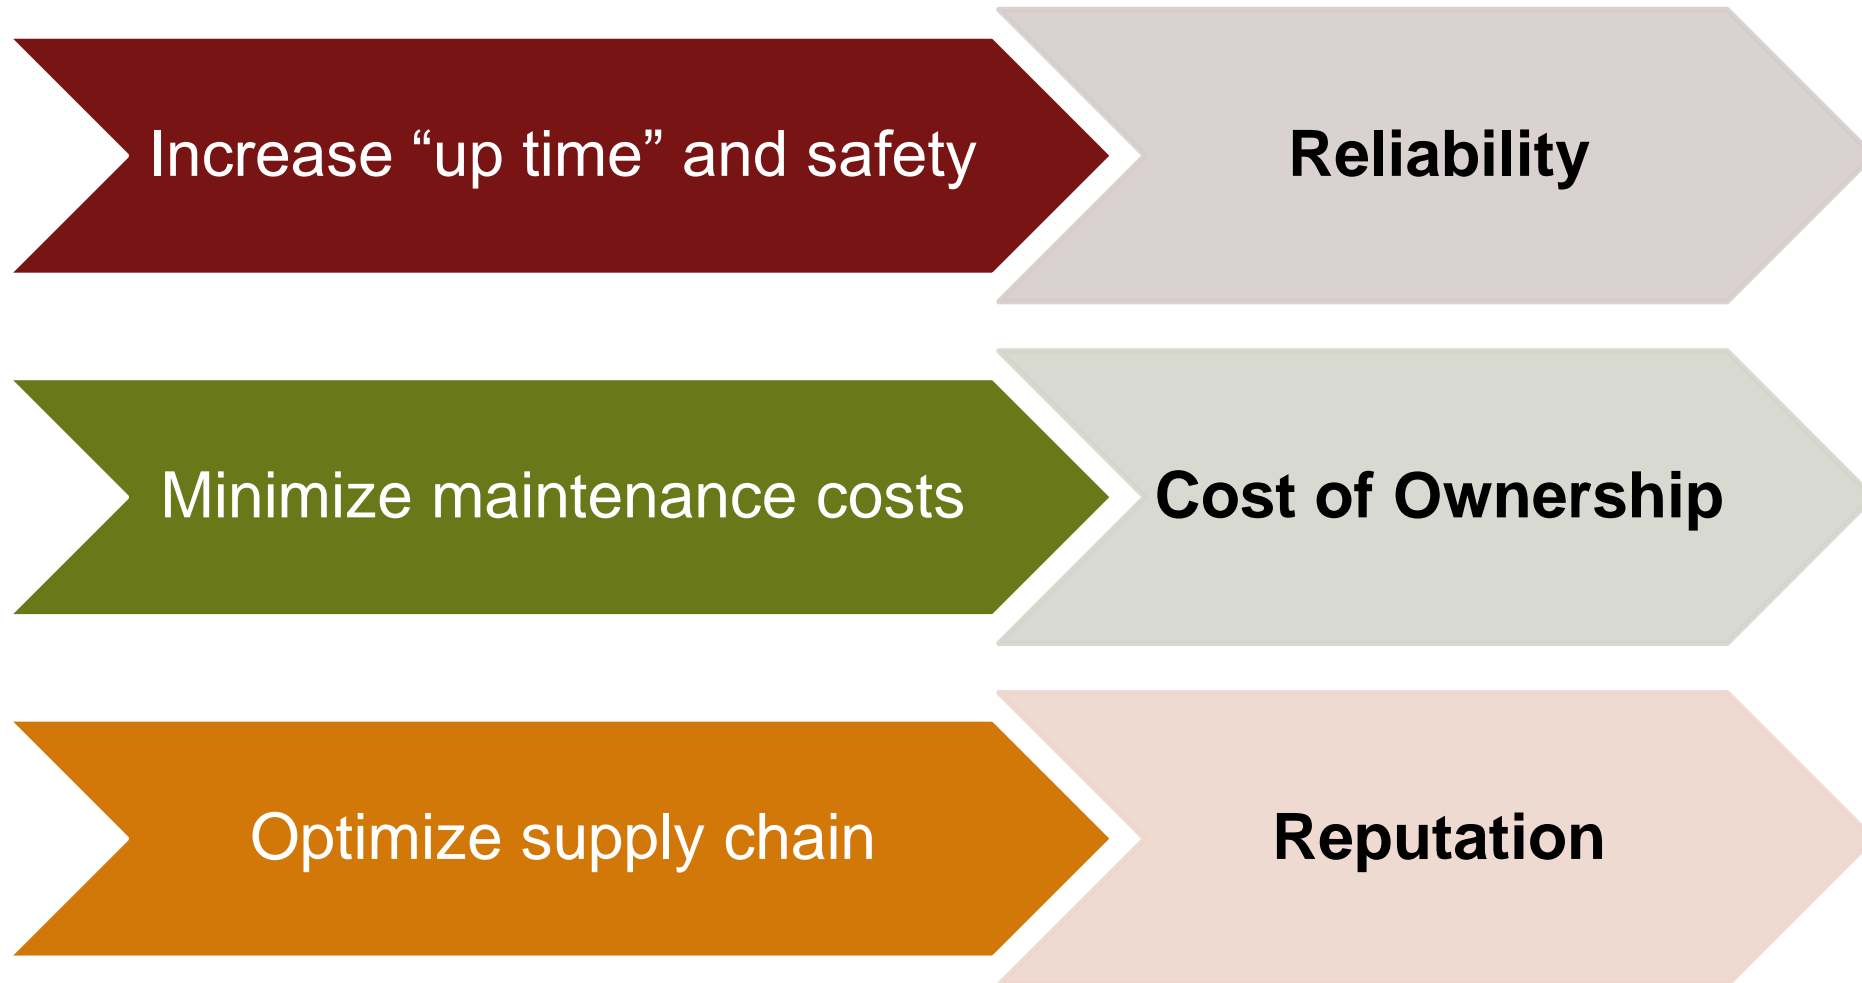 Increase “up time” and safety
Reliability
Minimize maintenance costs
Cost of Ownership
Optimize supply chain
Reputation